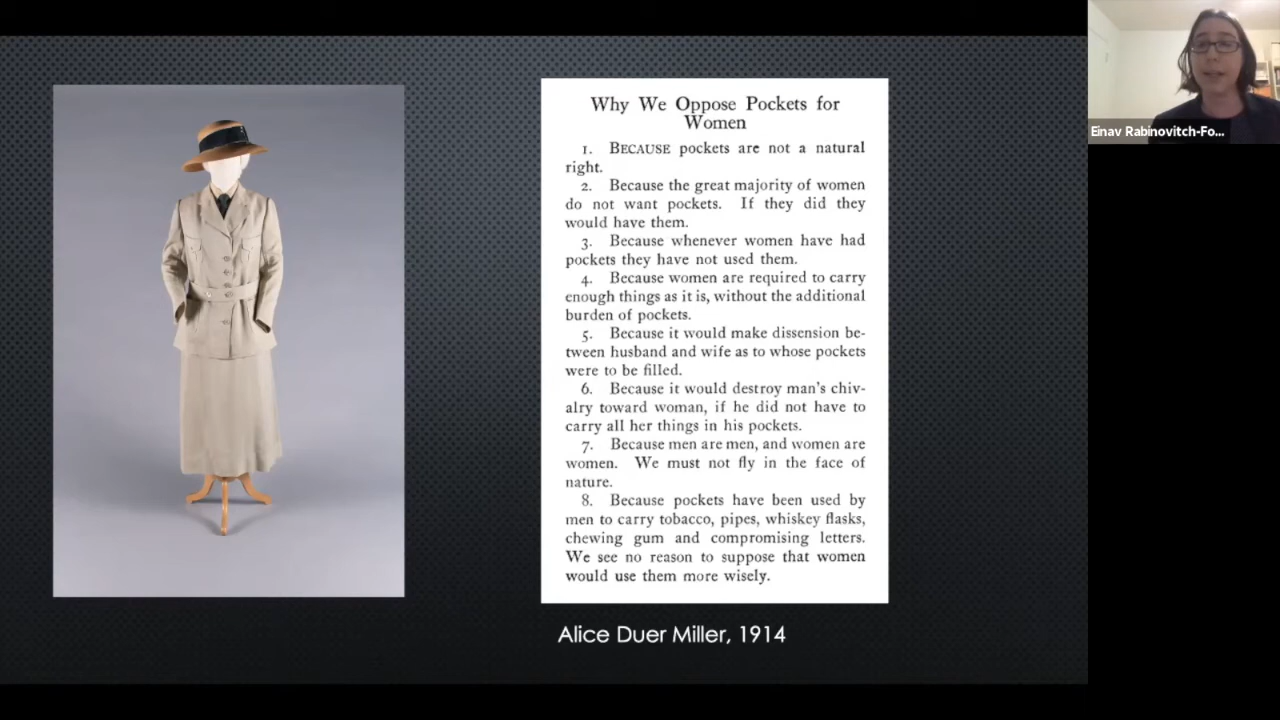 Why We Oppose Pockets for
Women
1. BECAUSE pockets are not a natural
right.
2. Because the great majority of women
do not want pockets. If they did they
would have them.
3. Because whenever women have had
pockets they have not used them.
4. Because women are required to carry
enough things as it is, without the additional
burden of pockets.
5. Because it would make dissension be-
tween husband and wife as to whose pockets
were to be filled.
6. Because it would destroy man's chiv-
alry toward woman, if he did not have to
carry all her things in his pockets.
7. Because men are men, and women are
women. We must not fly in the face of
nature.
8. Because pockets have been used by
men to carry tobacco, pipes, whiskey flasks,
chewing gum and compromising letters.
We see no reason to suppose that women
would use them more wisely.
Alice Duer Miller, 1914
Einav Rabinovitch-Fo...